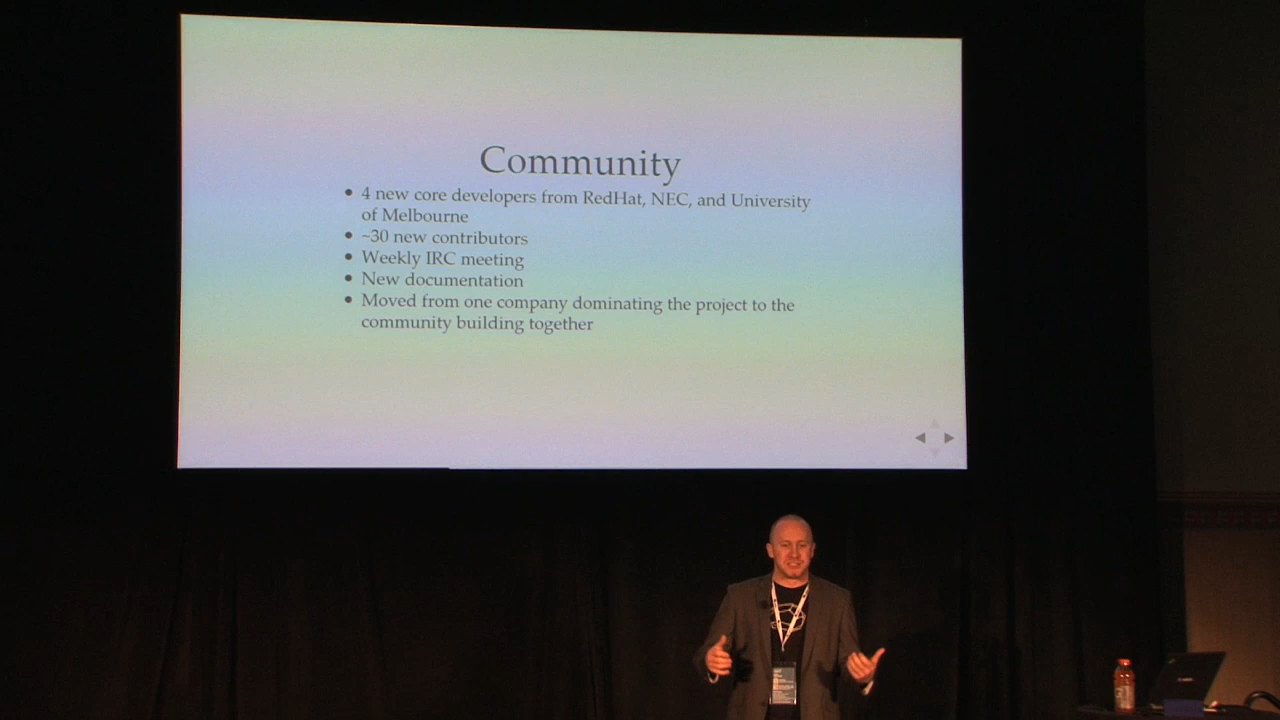 Community
• 4 new core developers from RedHat, NEC, and University
of Melbourne
• ~30 new contributors
• Weekly IRC meeting
• New documentation
• Moved from one company dominating the project to the
community building together